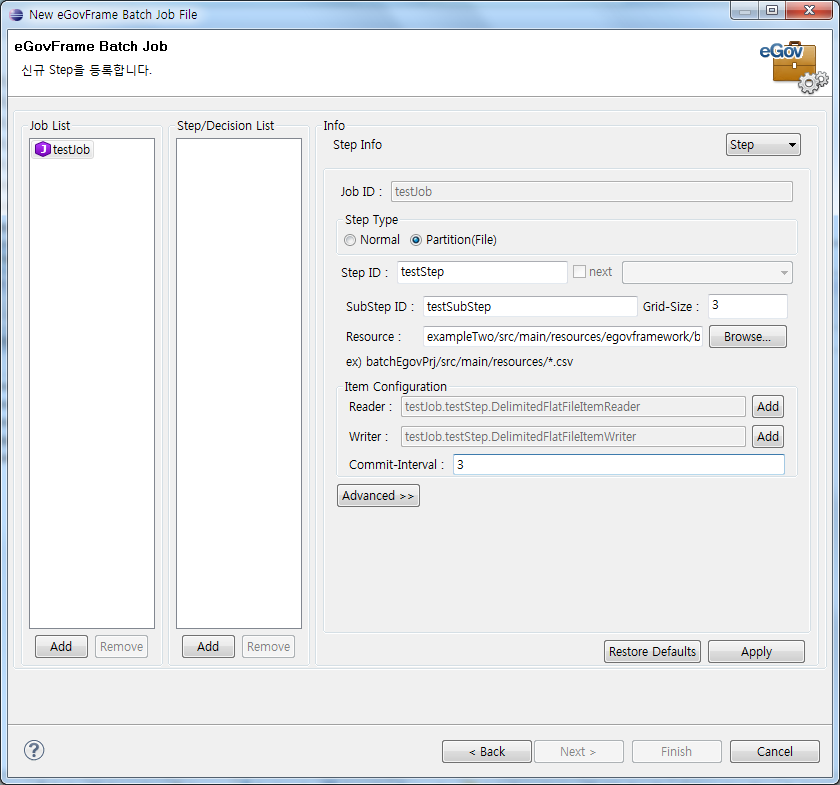 New eGovFrame Batch Job File
eGovFrame Batch Job
신규 Step을 등록합니다.
eGov
Job List
testJob
Add
Remove
Step/Decision List
Add
Remove
Info
Step Info
Step
Job ID :
testJob
Step Type
Normal
Partition(File)
Step ID :
testStep
next
SubStep ID :
testSubStep
Grid-Size :
3
Resource :
exampleTwo/src/main/resources/egovframework/b
Browse...
ex) batchEgovPrj/src/main/resources/*.csv
Item Configuration
Reader :
testJob.testStep.DelimitedFlatFileItemReader
Add
Writer :
testJob.testStep.DelimitedFlatFileItemWriter
Add
Commit-Interval :
3
Advanced >>
Restore Defaults
Apply
?
< Back
Next >
Finish
Cancel